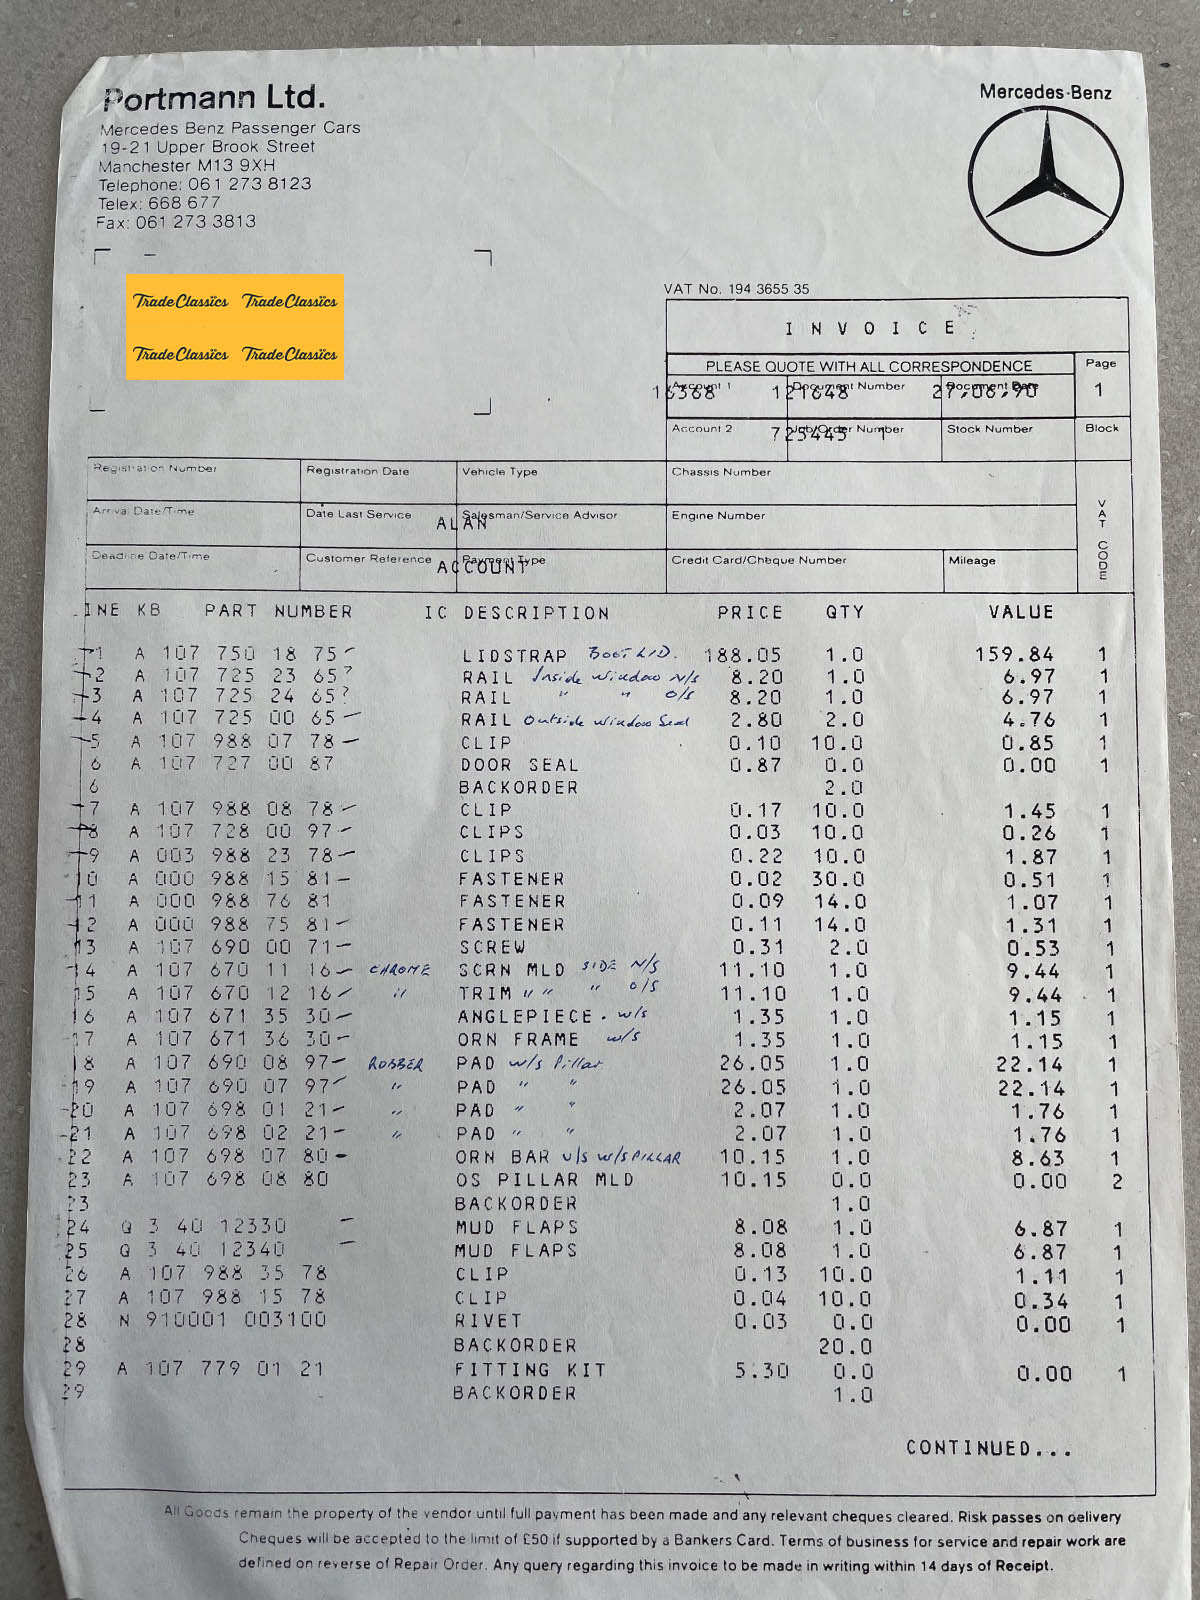 Portmann Ltd.
Mercedes Benz Passenger Cars
19-21 Upper Brook Street
Manchester M13 9XH
Telephone: 061 273 8123
Telex: 668 677
Fax: 061 273 3813
Mercedes-Benz
TradeClassics TradeClassics
TradeClassics TradeClassics
VAT No. 194 3655 35
INVOICE
PLEASE QUOTE WITH ALL CORRESPONDENCE Page
Account 1 Document Number Document Date
16368 121648 27.06.90 1
Account 2 Job/Order Number Stock Number Block
725445 1
Registration Number Registration Date Vehicle Type Chassis Number
Arrival Date/Time Date Last Service Salesman/Service Advisor Engine Number
ALAN
Deadline Date/Time Customer Reference Payment Type Credit Card/Cheque Number Mileage
ACCOUNT
VAT CODE
INE KB PART NUMBER IC DESCRIPTION PRICE QTY VALUE
1 A 107 750 18 75 LIDSTRAP BOOT LID. 188.05 1.0 159.84 1
2 A 107 725 23 65? RAIL Inside window N/S 8.20 1.0 6.97 1
3 A 107 725 24 65? RAIL " " O/S 8.20 1.0 6.97 1
4 A 107 725 00 65 RAIL Outside window Seal 2.80 2.0 4.76 1
5 A 107 988 07 78 CLIP 0.10 10.0 0.85 1
6 A 107 727 00 87 DOOR SEAL 0.87 0.0 0.00 1
6 BACKORDER 2.0
7 A 107 988 08 78 CLIP 0.17 10.0 1.45 1
8 A 107 728 00 97 CLIPS 0.03 10.0 0.26 1
9 A 003 988 23 78 CLIPS 0.22 10.0 1.87 1
10 A 000 988 15 81 FASTENER 0.02 30.0 0.51 1
11 A 000 988 76 81 FASTENER 0.09 14.0 1.07 1
12 A 000 988 75 81 FASTENER 0.11 14.0 1.31 1
13 A 107 690 00 71 SCREW 0.31 2.0 0.53 1
14 A 107 670 11 16 CHROME SCRN MLD SIDE N/S 11.10 1.0 9.44 1
15 A 107 670 12 16 " TRIM " " " O/S 11.10 1.0 9.44 1
16 A 107 671 35 30 ANGLEPIECE. W/S 1.35 1.0 1.15 1
17 A 107 671 36 30 ORN FRAME W/S 1.35 1.0 1.15 1
18 A 107 690 08 97 RUBBER PAD W/S Pillar 26.05 1.0 22.14 1
19 A 107 690 07 97 " PAD " " 26.05 1.0 22.14 1
20 A 107 698 01 21 " PAD " " 2.07 1.0 1.76 1
21 A 107 698 02 21 " PAD " " 2.07 1.0 1.76 1
22 A 107 698 07 80 ORN BAR W/SPILLAR 10.15 1.0 8.63 1
23 A 107 698 08 80 OS PILLAR MLD 10.15 0.0 0.00 2
23 BACKORDER 1.0
24 Q 3 40 12330 MUD FLAPS 8.08 1.0 6.87 1
25 Q 3 40 12340 MUD FLAPS 8.08 1.0 6.87 1
26 A 107 988 35 78 CLIP 0.13 10.0 1.11 1
27 A 107 988 15 78 CLIP 0.04 10.0 0.34 1
28 N 910001 003100 RIVET 0.03 0.0 0.00 1
28 BACKORDER 20.0
29 A 107 779 01 21 FITTING KIT 5.30 0.0 0.00 1
29 BACKORDER 1.0
CONTINUED...
All Goods remain the property of the vendor until full payment has been made and any relevant cheques cleared. Risk passes on delivery
Cheques will be accepted to the limit of £50 if supported by a Bankers Card. Terms of business for service and repair work are
defined on reverse of Repair Order. Any query regarding this invoice to be made in writing within 14 days of Receipt.